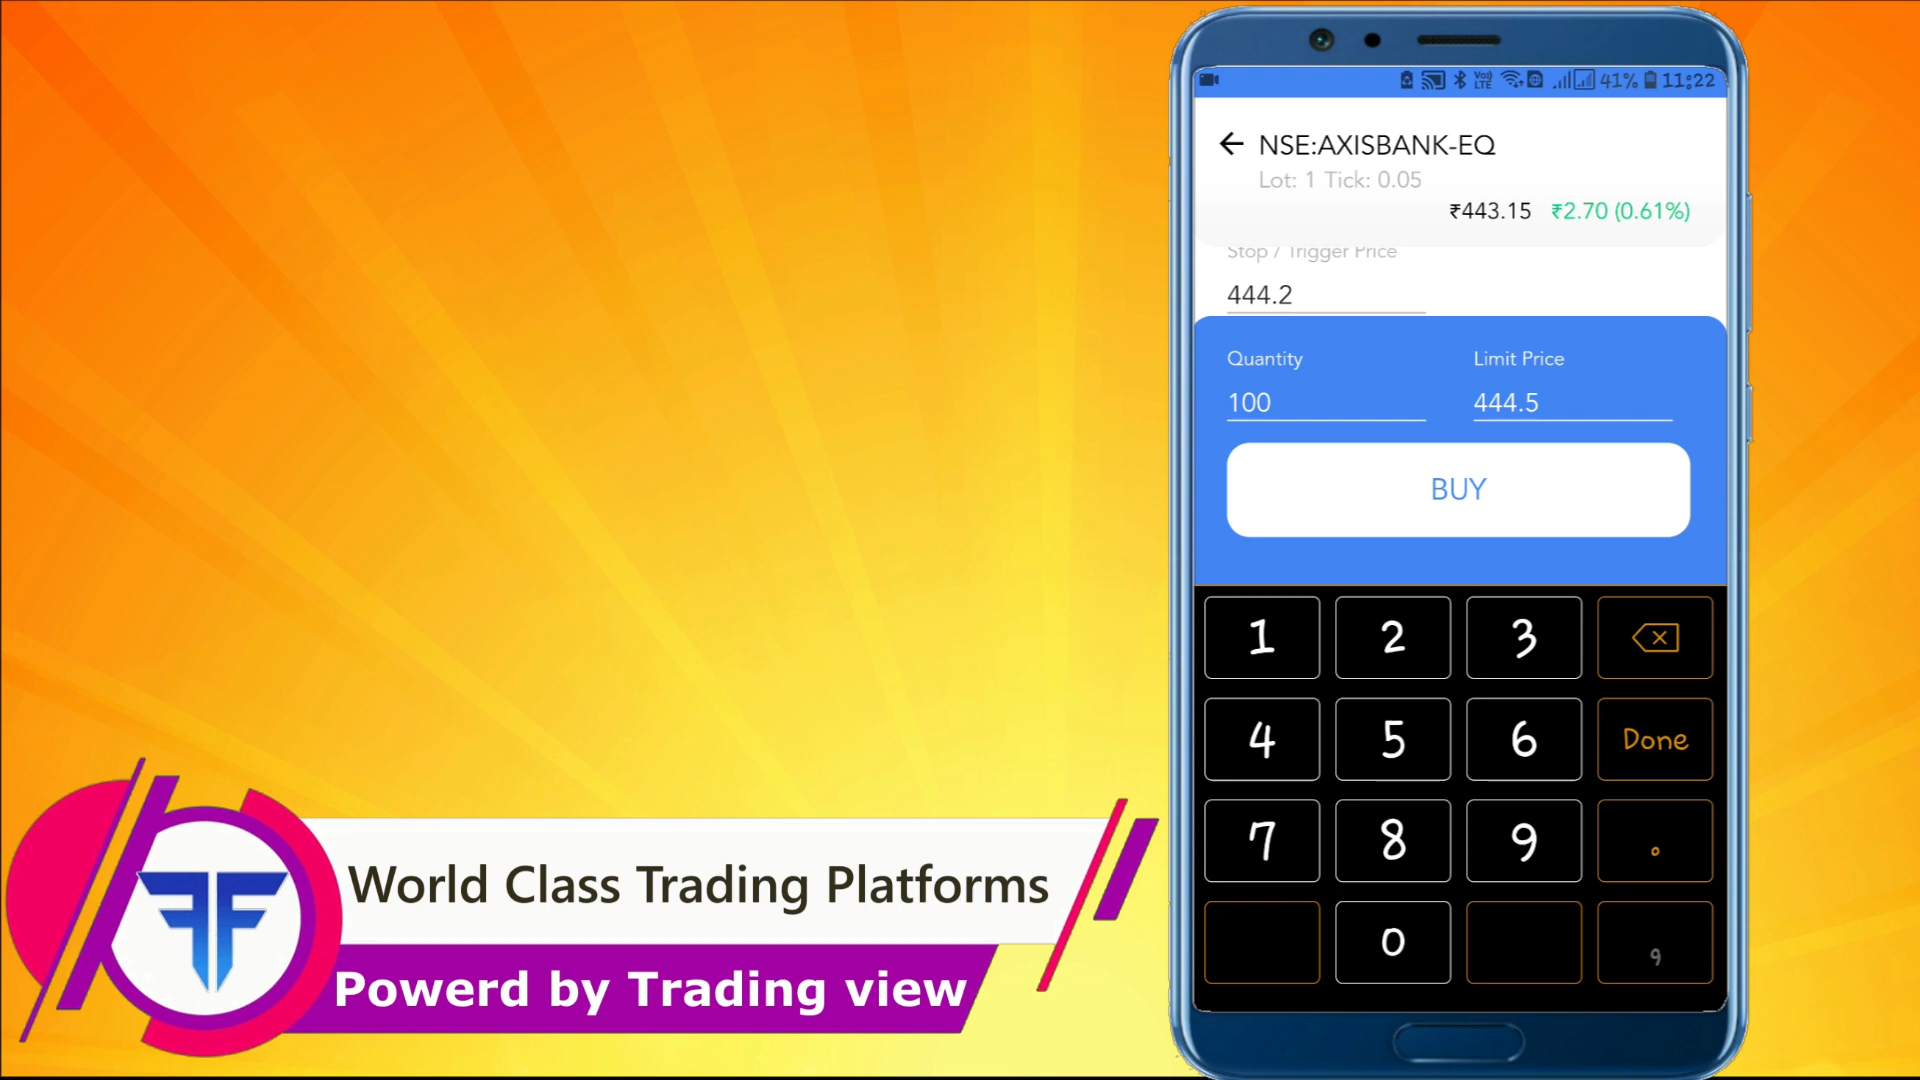 World Class Trading Platforms
Powerd by Trading view
41% 11:22
NSE:AXISBANK-EQ
Lot: 1 Tick: 0.05
₹443.15 ₹2.70 (0.61%)
Stop / Trigger Price
444.2
Quantity Limit Price
100 444.5
BUY
1 2 3
4 5 6 Done
7 8 9 .
0 ,